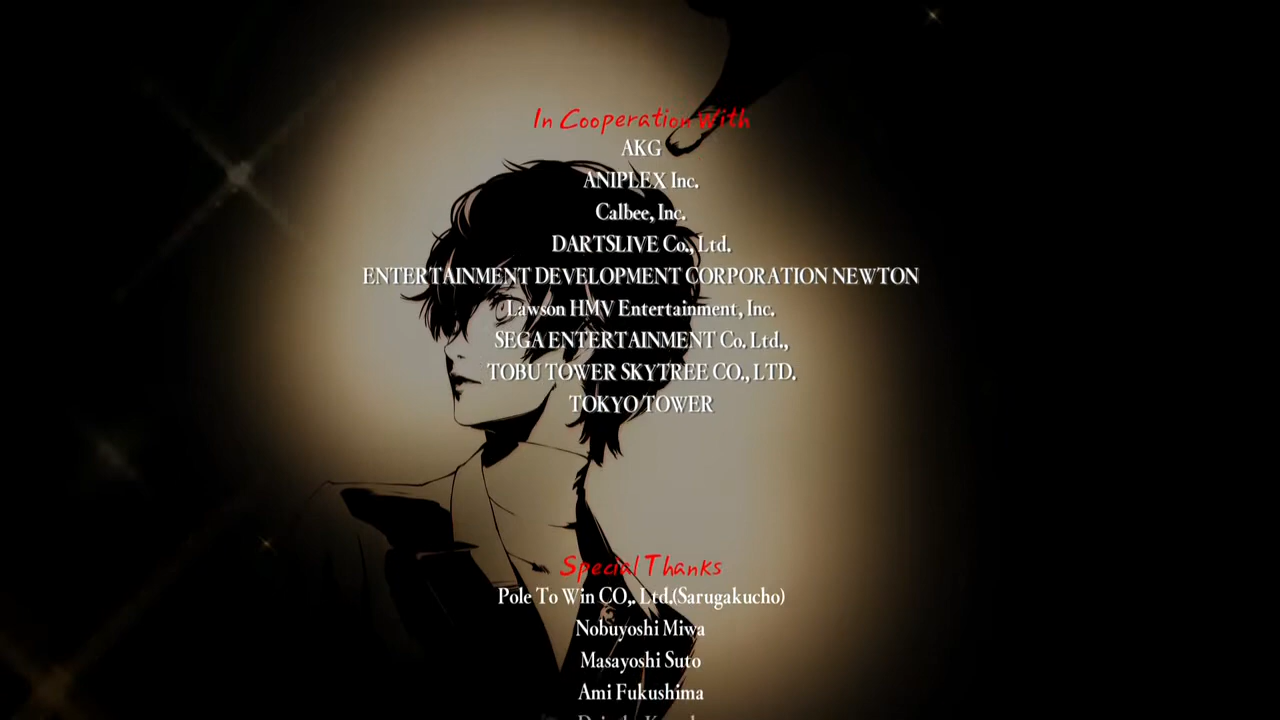 In Cooperation With
AKG
ANIPLEX Inc.
Calbee, Inc.
DARTSLIVE Co., Ltd.
ENTERTAINMENT DEVELOPMENT CORPORATION NEWTON
Lawson HMV Entertainment, Inc.
SEGA ENTERTAINMENT Co. Ltd.,
TOBU TOWER SKYTREE CO., LTD.
TOKYO TOWER
Special Thanks
Pole To Win CO,. Ltd.(Sarugakucho)
Nobuyoshi Miwa
Masayoshi Suto
Ami Fukushima